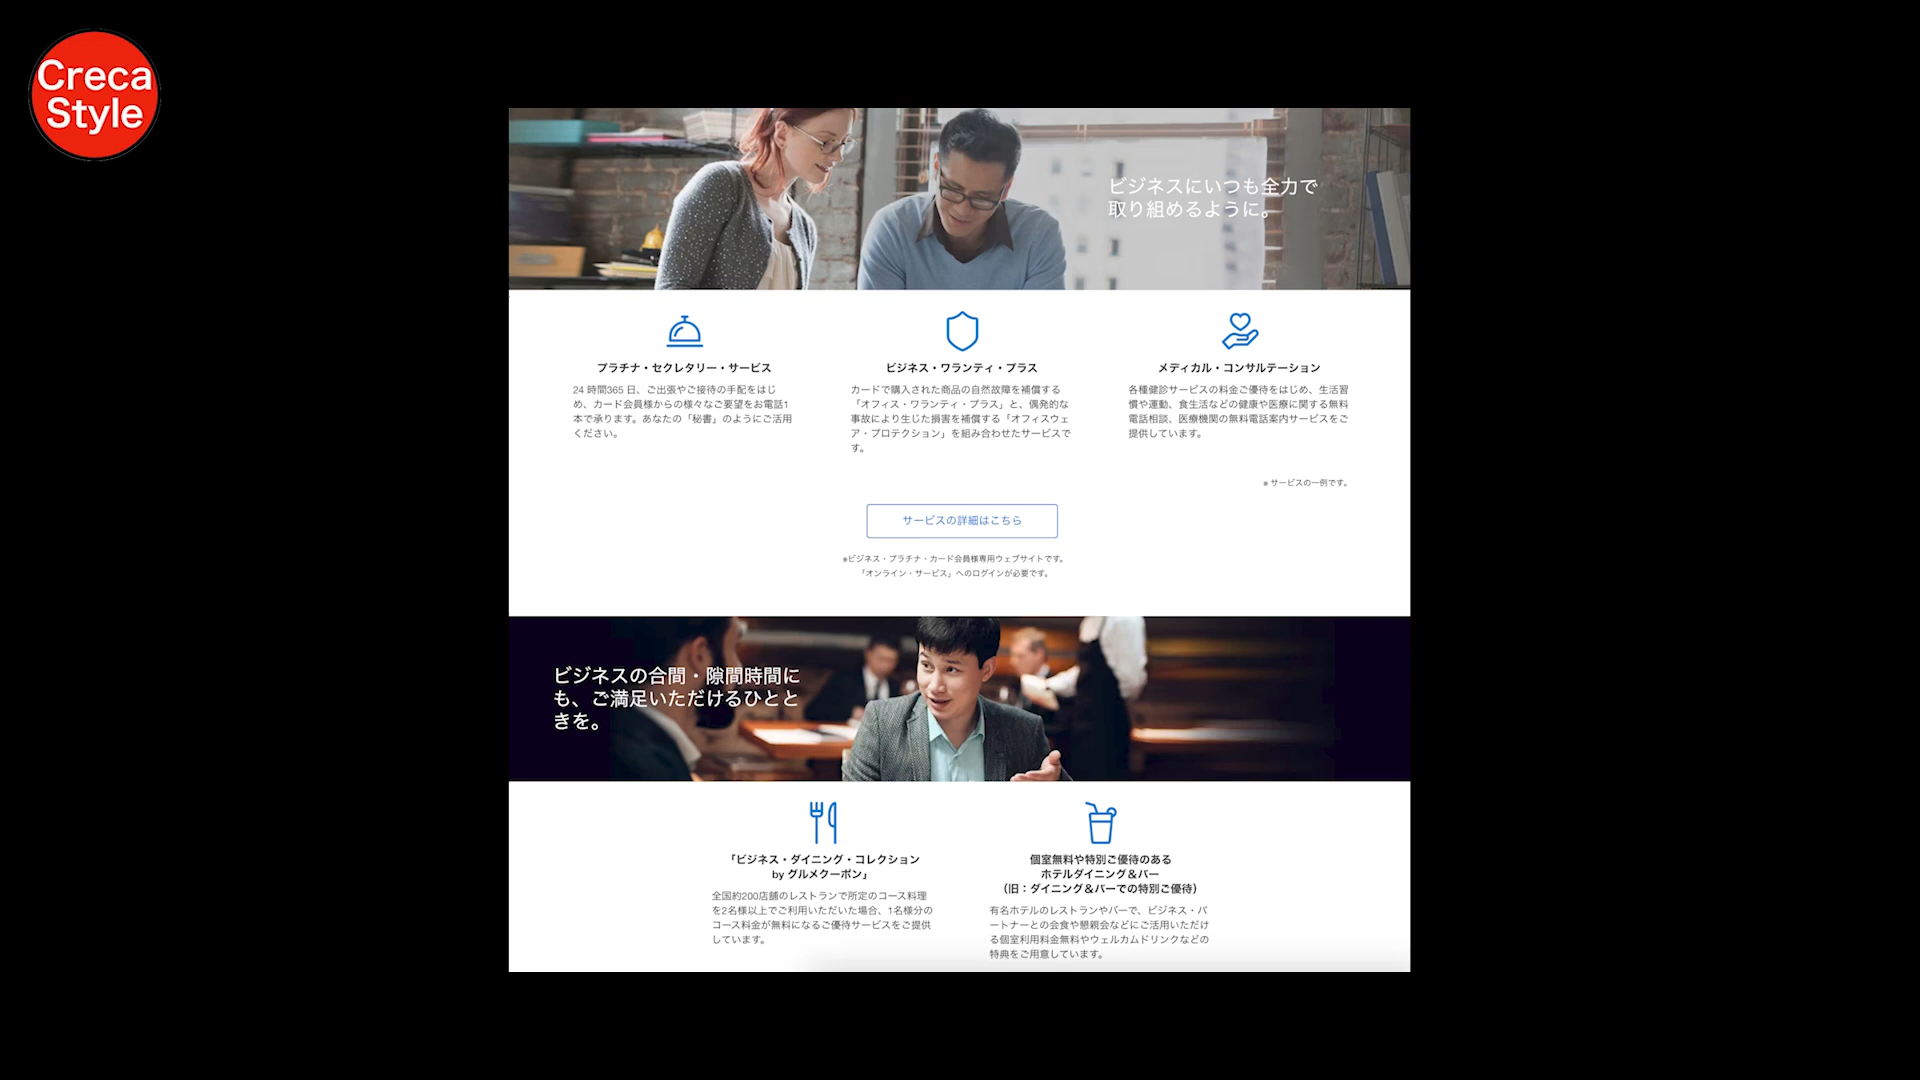 Creca
Style
ビジネスにいつも全力で
取り組めるように。
プラチナ・セクレタリー・サービス
24 時間365 日、ご出張やご接待の手配をはじ
め、カード会員様からの様々なご要望をお電話1
本で承ります。あなたの「秘書」のようにご活用
ください。
ビジネス・ワランティ・プラス
カードで購入された商品の自然故障を補償する
「オフィス・ワランティ・プラス」と、偶発的な
事故により生じた損害を補償する「オフィスウェ
ア・プロテクション」を組み合わせたサービスで
す。
メディカル・コンサルテーション
各種健診サービスの料金ご優待をはじめ、生活習
慣や運動、食生活などの健康や医療に関する無料
電話相談、医療機関の無料電話案内サービスをご
提供しています。
※ サービスの一例です。
サービスの詳細はこちら
※ビジネス・プラチナ・カード会員様専用ウェブサイトです。
「オンライン・サービス」へのログインが必要です。
ビジネスの合間・隙間時間に
も、ご満足いただけるひとと
きを。
「ビジネス・ダイニング・コレクション
by グルメクーポン」
全国約200店舗のレストランで所定のコース料理
を2名様以上でご利用いただいた場合、1名様分の
コース料金が無料になるご優待サービスをご提供
しています。
個室無料や特別ご優待のある
ホテルダイニング＆バー
（旧：ダイニング＆バーでの特別ご優待）
有名ホテルのレストランやバーで、ビジネス・パ
ートナーとの会食や懇親会などにご活用いただけ
る個室利用料金無料やウェルカムドリンクなどの
特典をご用意しています。